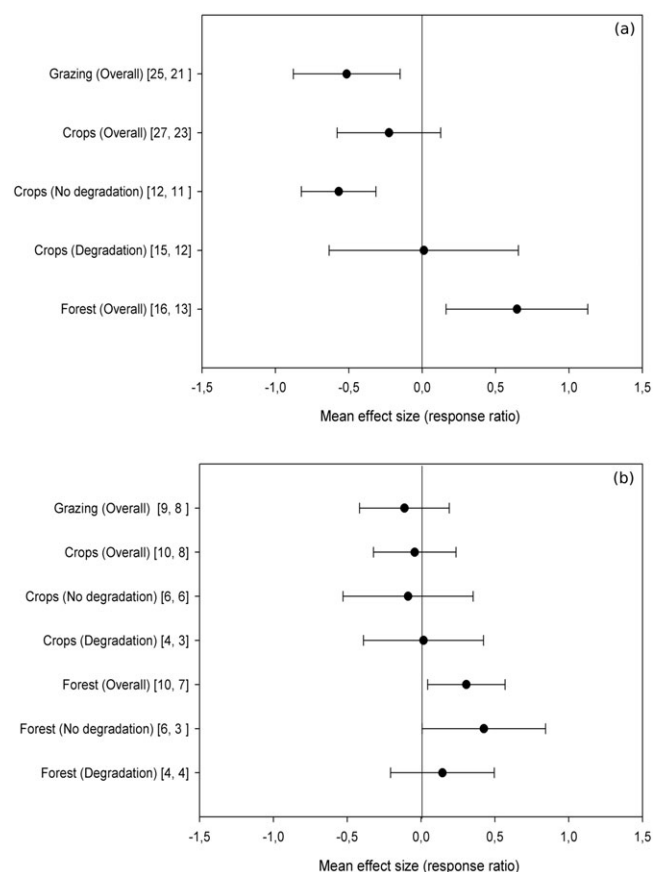 (a)
Grazing (Overall) [25, 21 ]
Crops (Overall) [27, 23]
Crops (No degradation) [12, 11 ]
Crops (Degradation) [15, 12]
Forest (Overall) [16, 13]
-1,5 -1,0 -0,5 0,0 0,5 1,0 1,5
Mean effect size (response ratio)
(b)
Grazing (Overall) [9, 8 ]
Crops (Overall) [10, 8]
Crops (No degradation) [6, 6]
Crops (Degradation) [4, 3]
Forest (Overall) [10, 7]
Forest (No degradation) [6, 3 ]
Forest (Degradation) [4, 4]
-1,5 -1,0 -0,5 0,0 0,5 1,0 1,5
Mean effect size (response ratio)